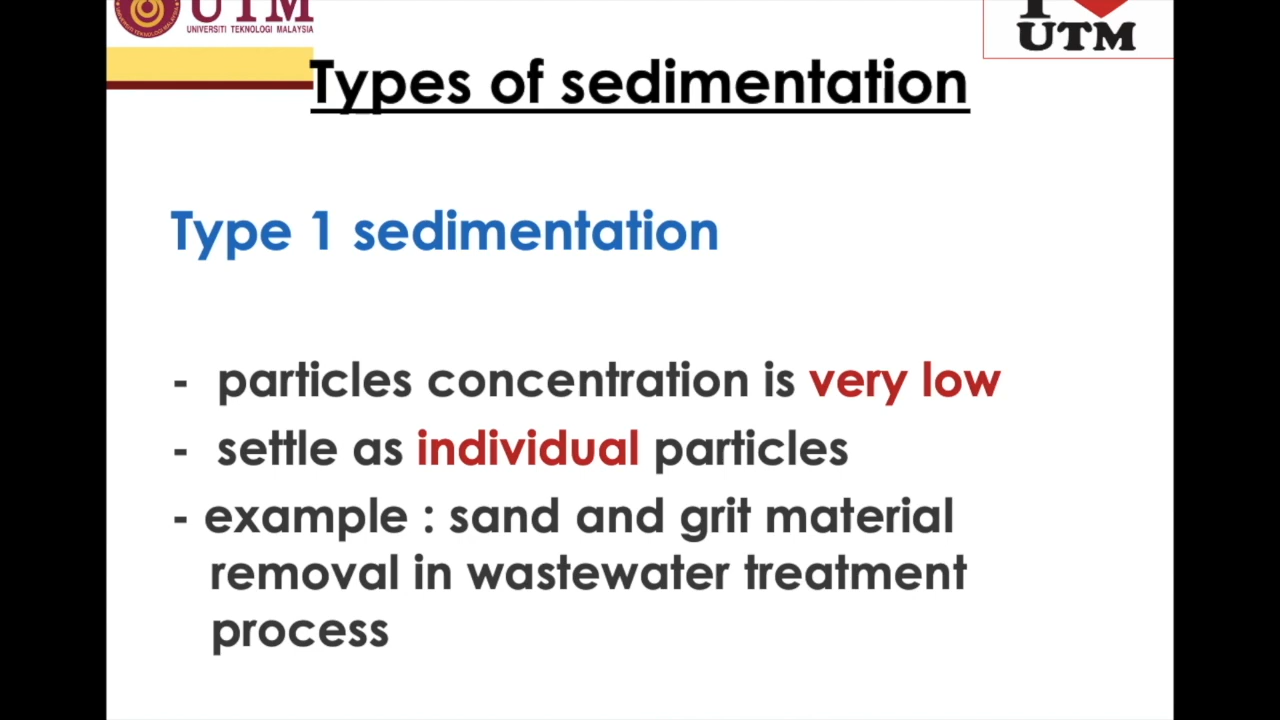 UTM
UNIVERSITI TEKNOLOGI MALAYSIA
UTM
Types of sedimentation
Type 1 sedimentation
- particles concentration is very low
- settle as individual particles
- example : sand and grit material
removal in wastewater treatment
process